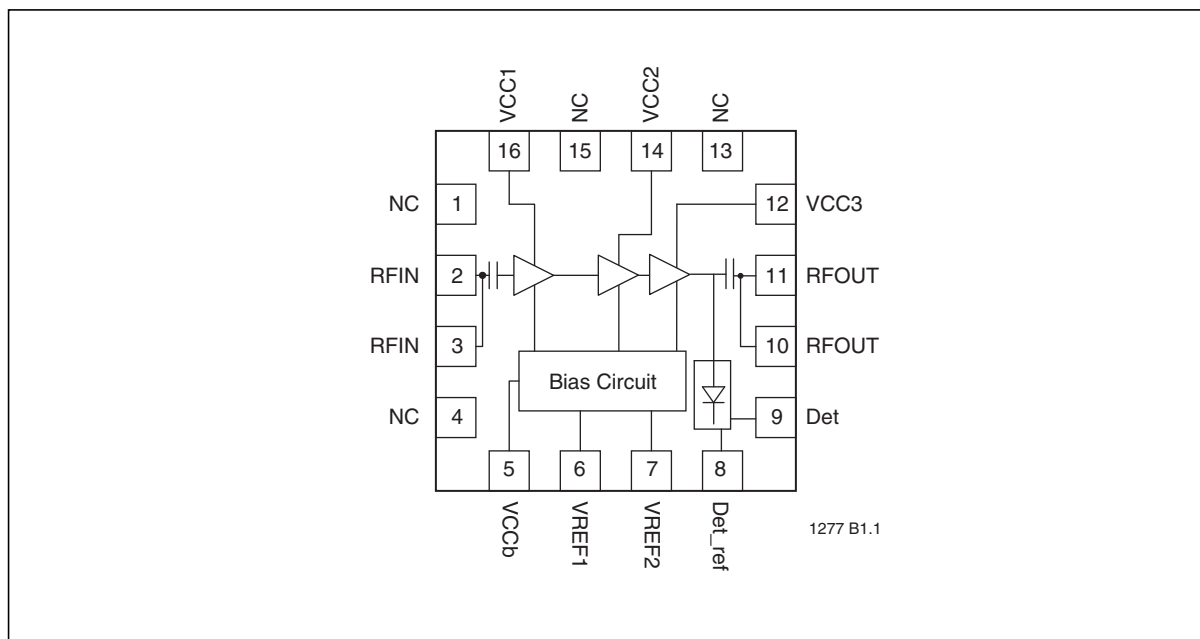 VCC1
NC
VCC2
NC
16
15
14
13
NC
1
12
VCC3
RFIN
2
11
RFOUT
RFIN
3
10
RFOUT
Bias Circuit
NC
4
9
Det
5
6
7
8
VCCb
VREF1
VREF2
Det_ref
1277 B1.1